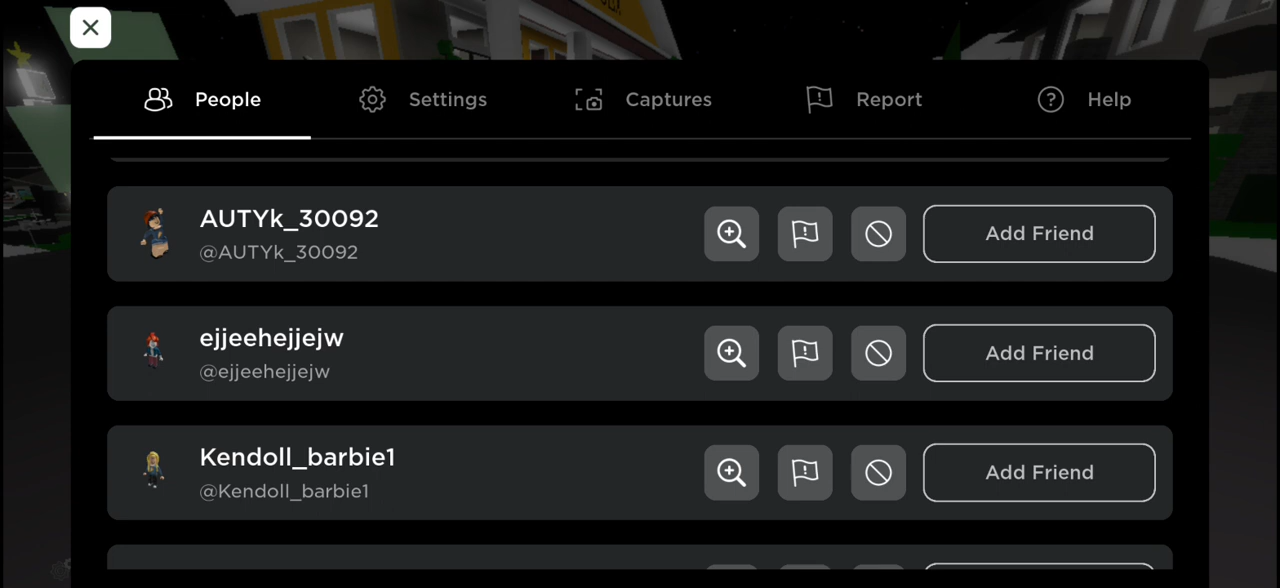 People
Settings
Captures
Report
Help
AUTYk_30092
@AUTYk_30092
Add Friend
ejjeehejjejw
@ejjeehejjejw
Add Friend
Kendoll_barbie1
@Kendoll_barbie1
Add Friend